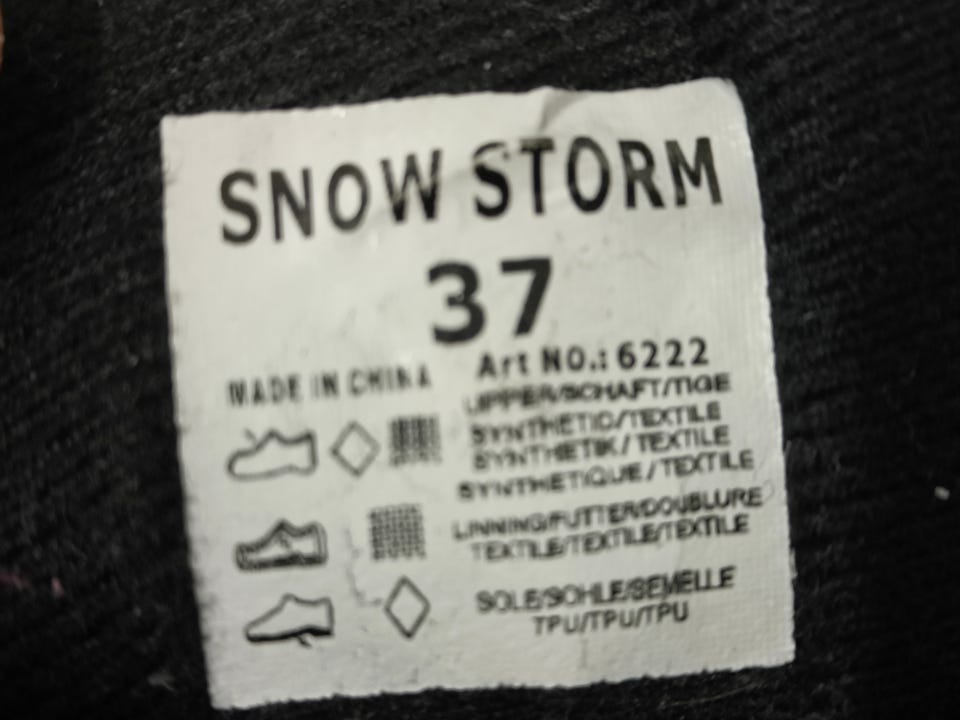 SNOW STORM
37
Art NO.: 6222
MADE IN CHINA
UPPER/SCHAFT/TIGE
SYNTHETIC/TEXTILE
SYNTHETIK/TEXTILE
SYNTHETIQUE/TEXTILE
LINNING/FUTTER/DOUBLURE
TEXTILE/TEXTILE/TEXTILE
SOLE/SOHLE/SEMELLE
TPU/TPU/TPU